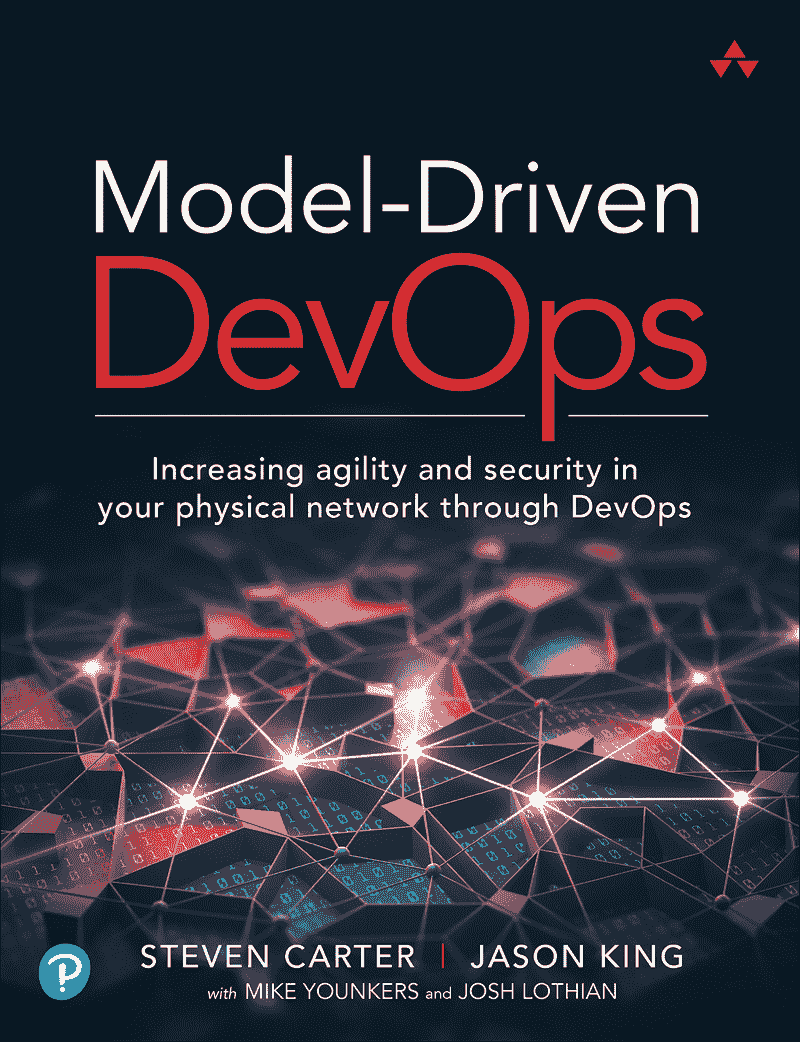 Model-Driven
DevOps
Increasing agility and security in
your physical network through DevOps
STEVEN CARTER | JASON KING
with MIKE YOUNKERS and JOSH LOTHIAN